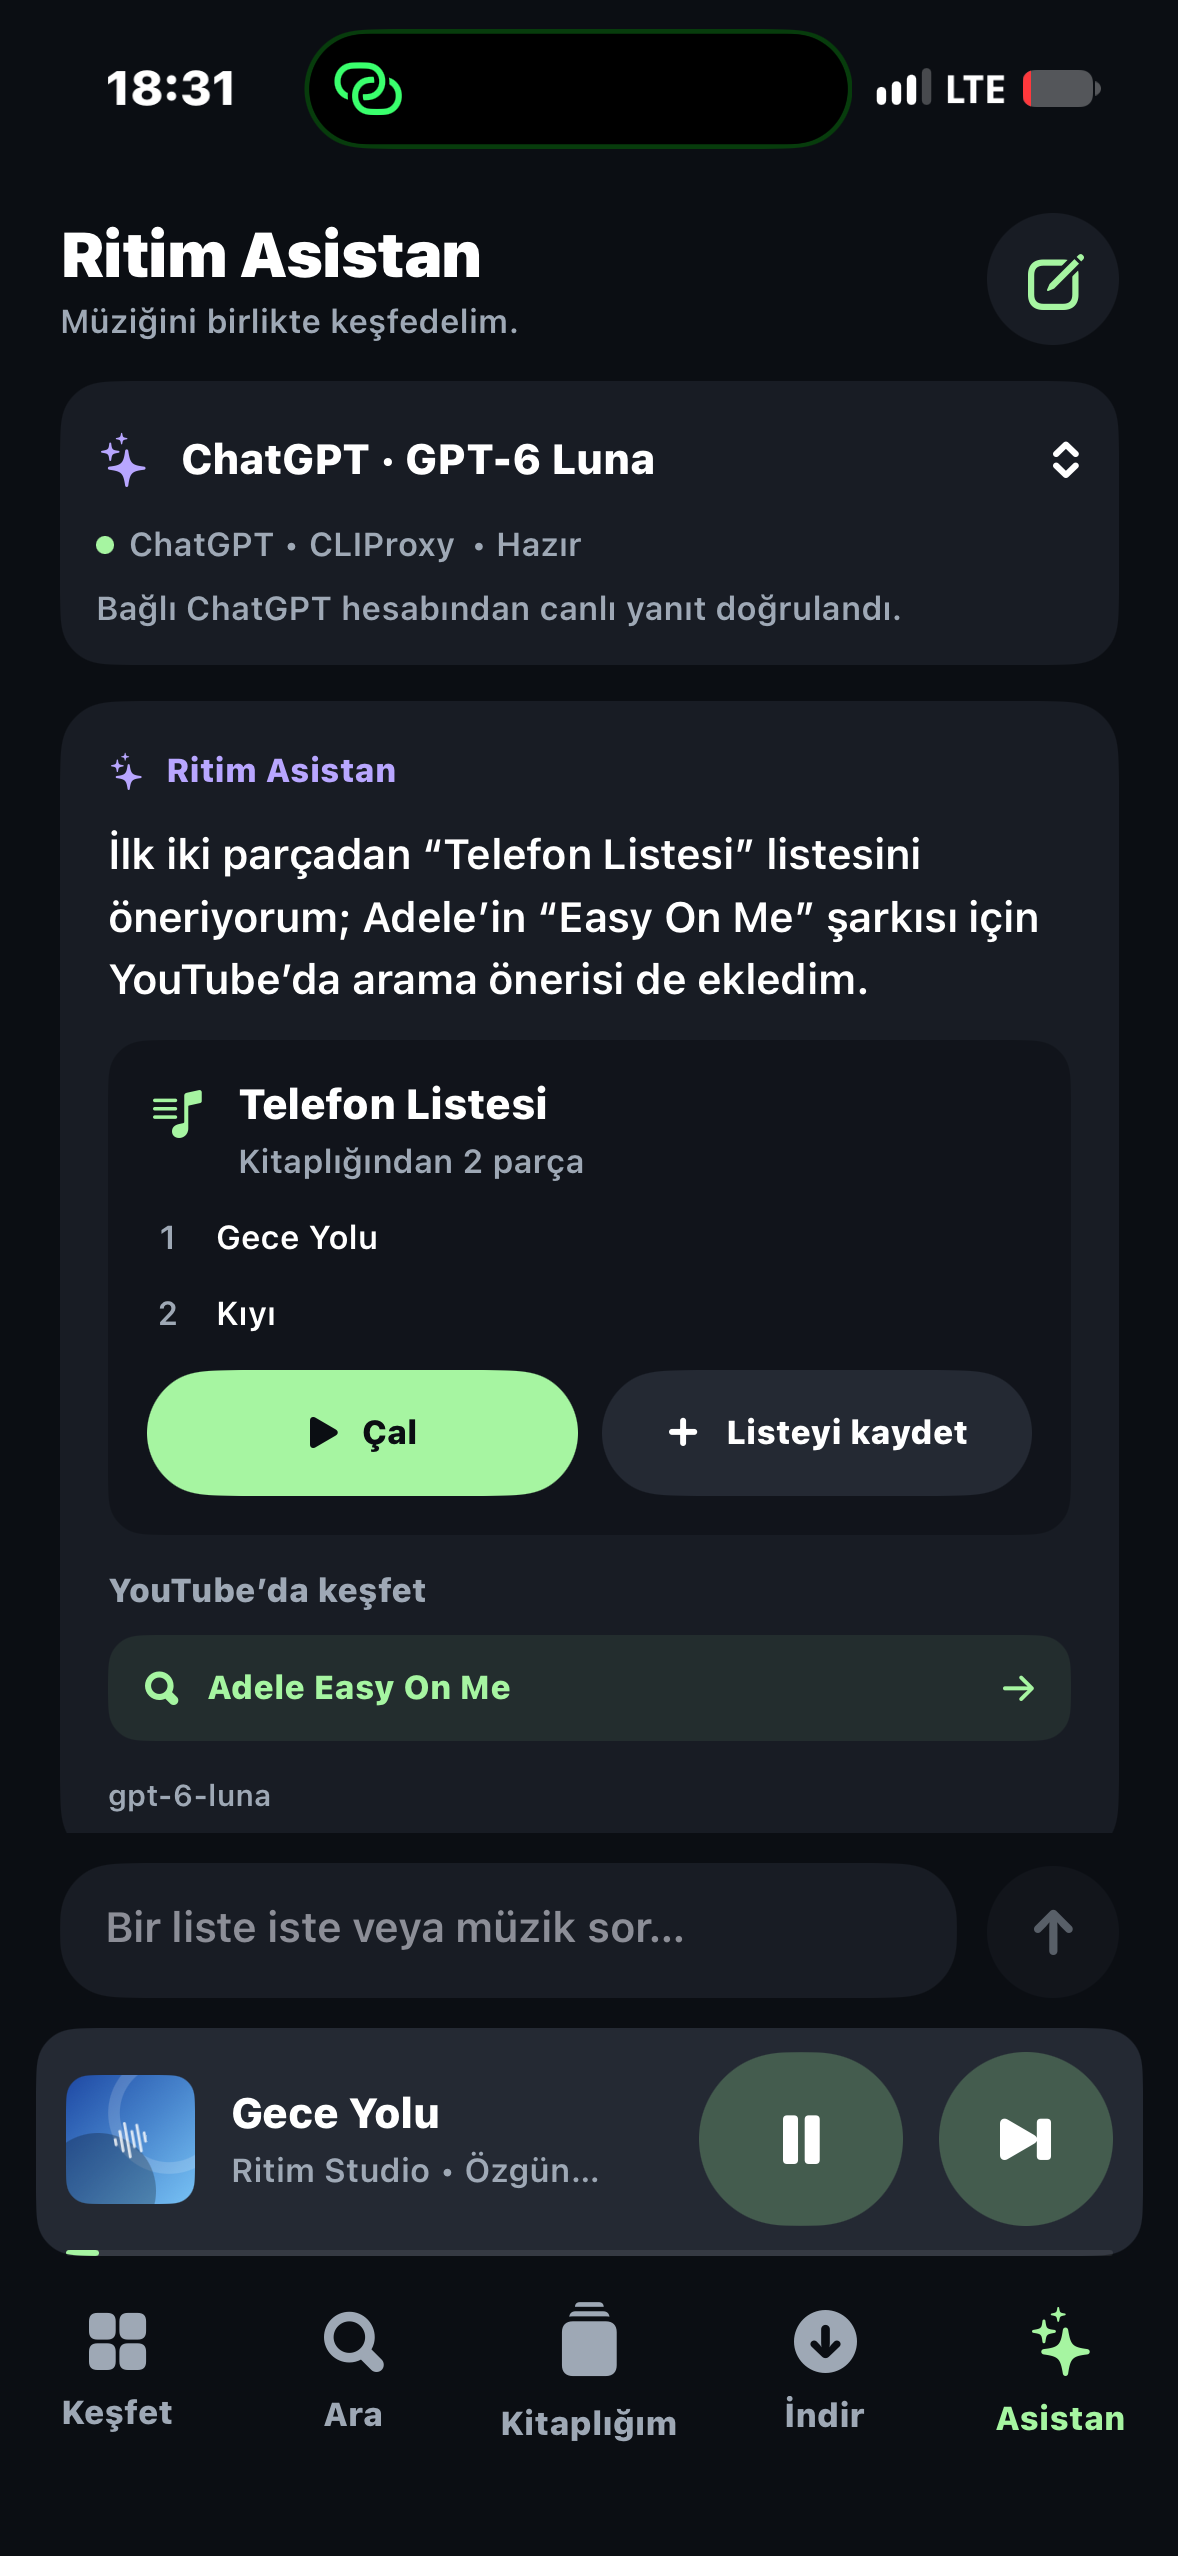 18:31
LTE
Ritim Asistan
Müziğini birlikte keşfedelim.
ChatGPT · GPT-6 Luna
ChatGPT • CLIProxy • Hazır
Bağlı ChatGPT hesabından canlı yanıt doğrulandı.
Ritim Asistan
İlk iki parçadan “Telefon Listesi” listesini
öneriyorum; Adele’in “Easy On Me” şarkısı için
YouTube’da arama önerisi de ekledim.
Telefon Listesi
Kitaplığından 2 parça
1 Gece Yolu
2 Kıyı
Çal
Listeyi kaydet
YouTube’da keşfet
Adele Easy On Me
gpt-6-luna
Bir liste iste veya müzik sor...
Gece Yolu
Ritim Studio • Özgün...
Keşfet
Ara
Kitaplığım
İndir
Asistan